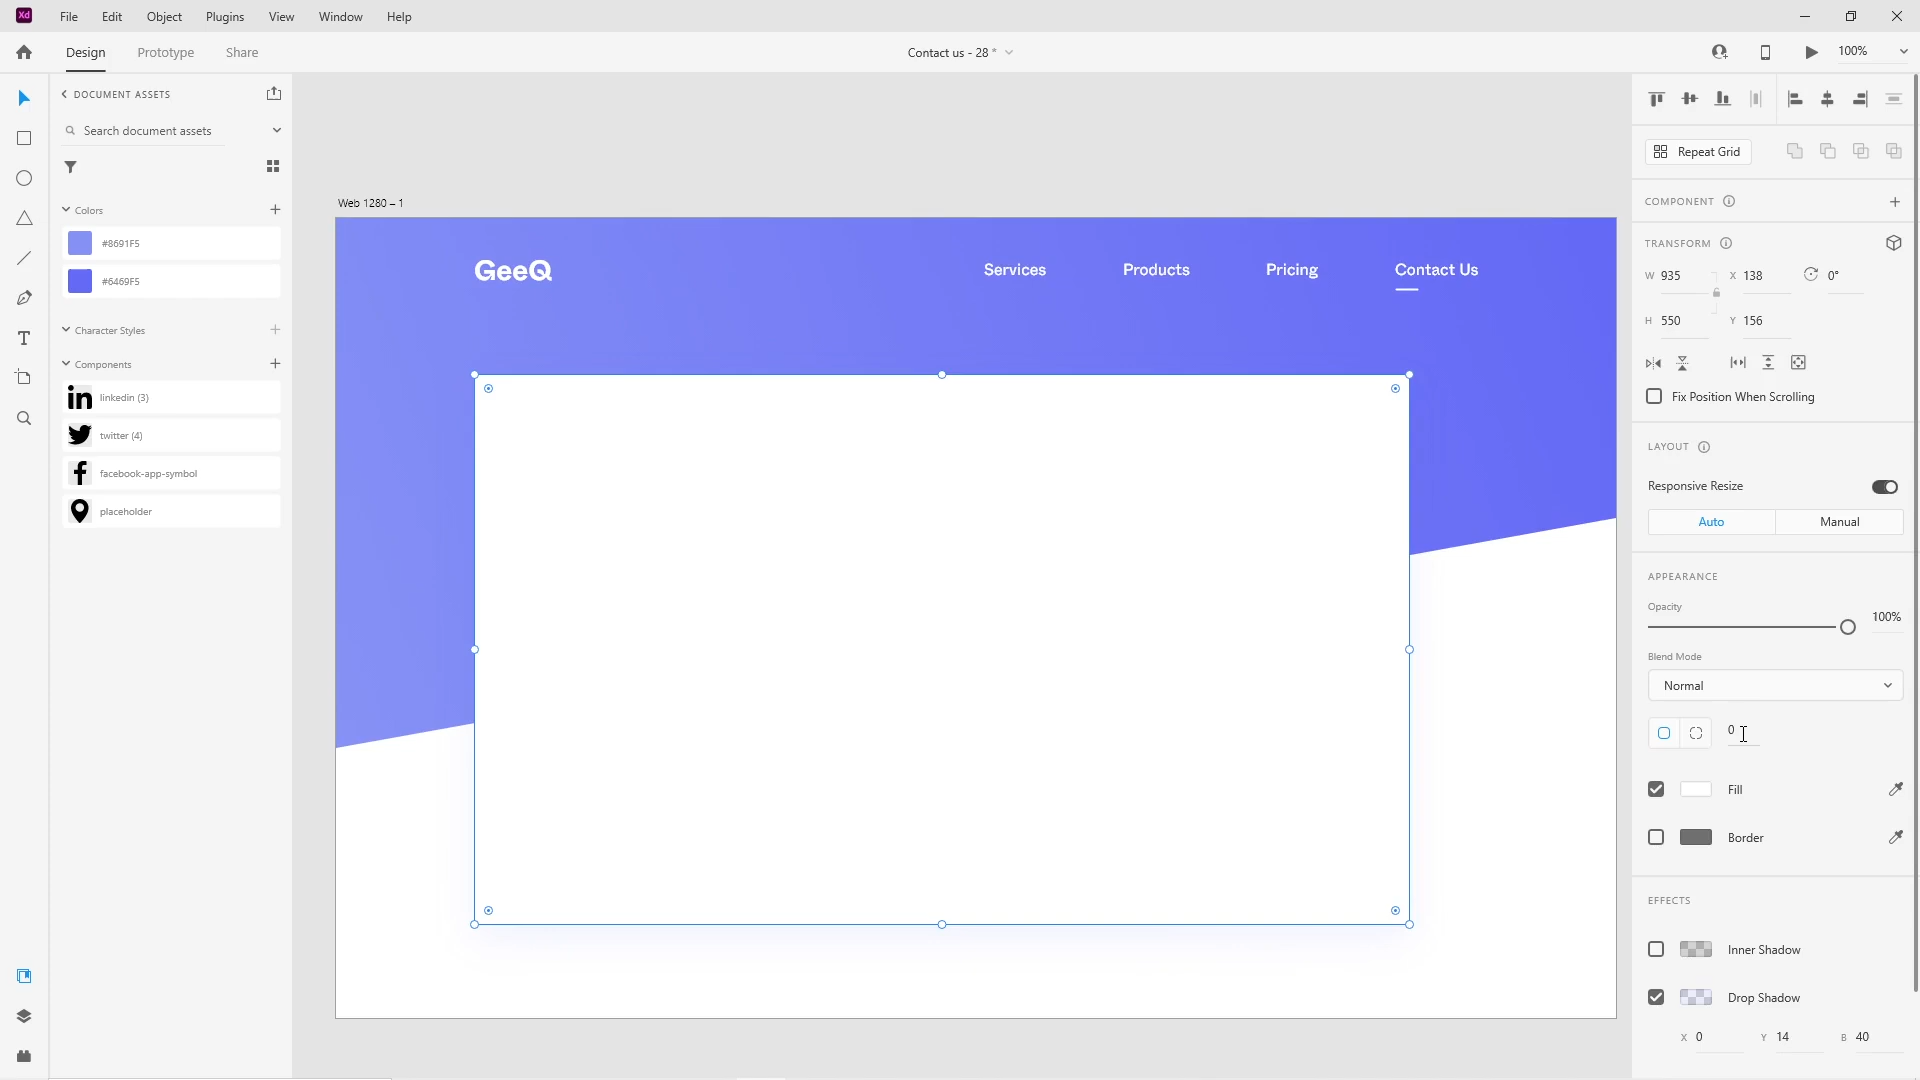 Xd File Edit Object Plugins View Window Help
Design Prototype Share Contact us - 28 * 100%
DOCUMENT ASSETS
Search document assets
Colors
#8691F5
#6469F5
Character Styles
Components
linkedin (3)
twitter (4)
facebook-app-symbol
placeholder
Web 1280 – 1
GeeQ Services Products Pricing Contact Us
Repeat Grid
COMPONENT
TRANSFORM
W 935 X 138 0°
H 550 Y 156
Fix Position When Scrolling
LAYOUT
Responsive Resize
Auto Manual
APPEARANCE
Opacity
100%
Blend Mode
Normal
0
Fill
Border
EFFECTS
Inner Shadow
Drop Shadow
X 0 Y 14 B 40